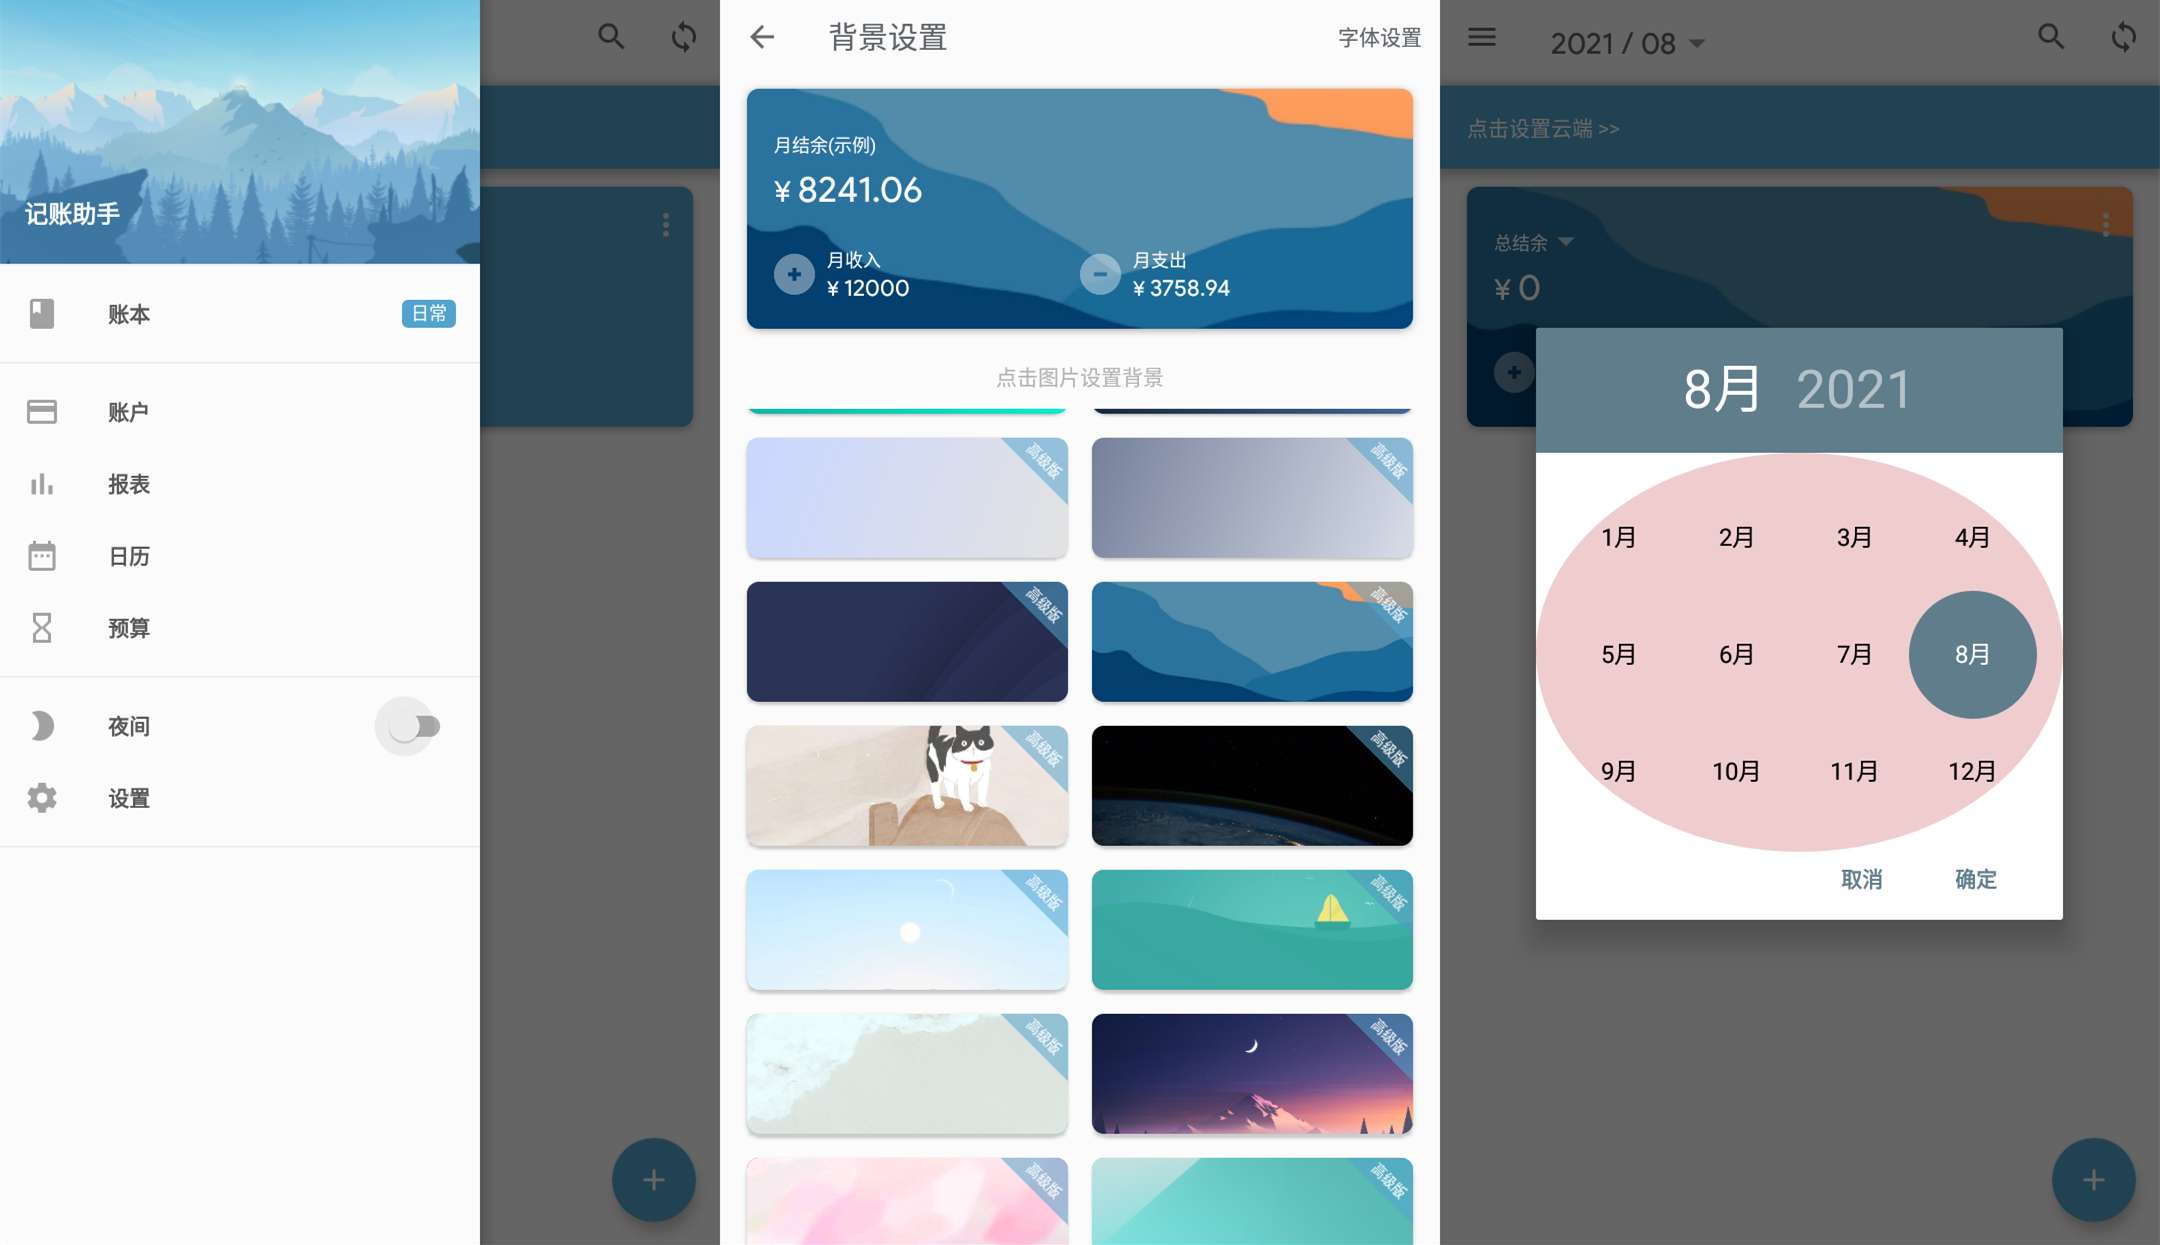 记账助手
账本
日常
账户
报表
日历
预算
夜间
设置
背景设置
字体设置
月结余(示例)
¥ 8241.06
月收入
¥ 12000
月支出
¥ 3758.94
点击图片设置背景
高级版
高级版
高级版
高级版
高级版
高级版
高级版
高级版
高级版
高级版
高级版
高级版
2021 / 08
点击设置云端 >>
总结余
¥ 0
8月 2021
1月 2月 3月 4月
5月 6月 7月 8月
9月 10月 11月 12月
取消 确定